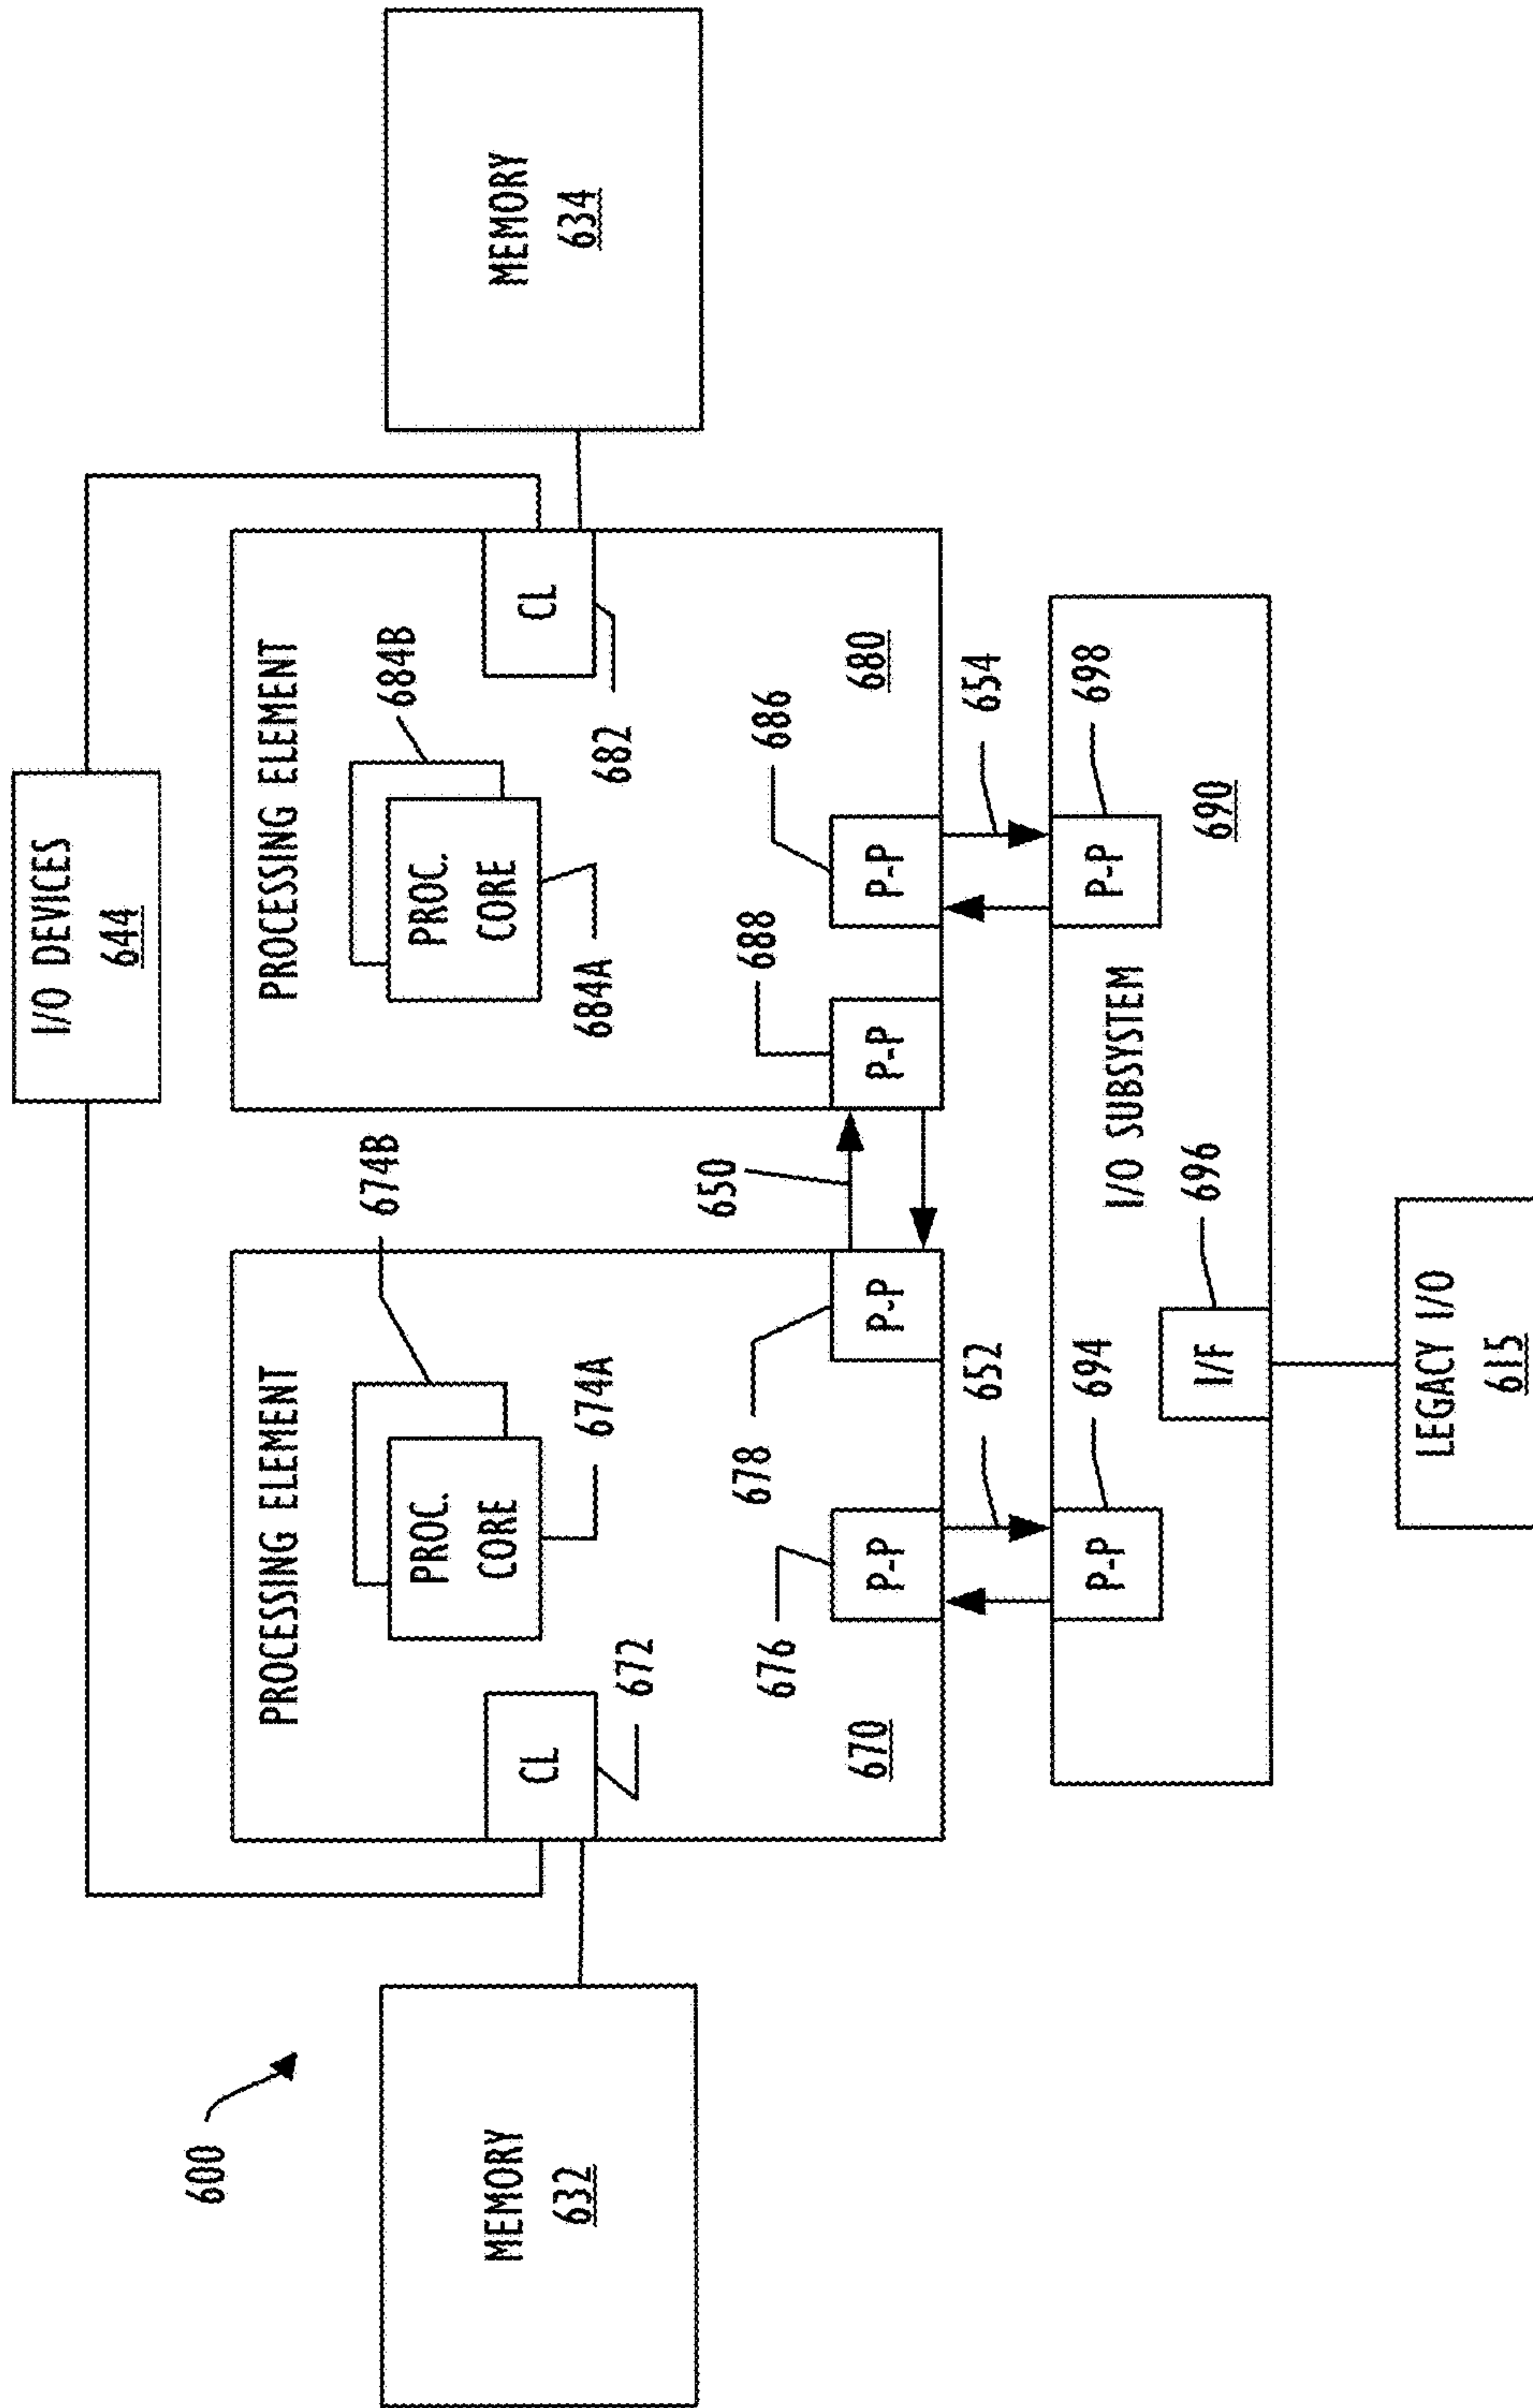 600
I/O DEVICES
644
MEMORY
632
PROCESSING ELEMENT
674B
PROC.
CORE
674A
CL
672
678
676
P-P
P-P
670
650
PROCESSING ELEMENT
684B
PROC.
CORE
684A
CL
682
688
686
P-P
P-P
680
MEMORY
634
652
654
694
P-P
I/O SUBSYSTEM
696
I/F
698
P-P
690
LEGACY I/O
615